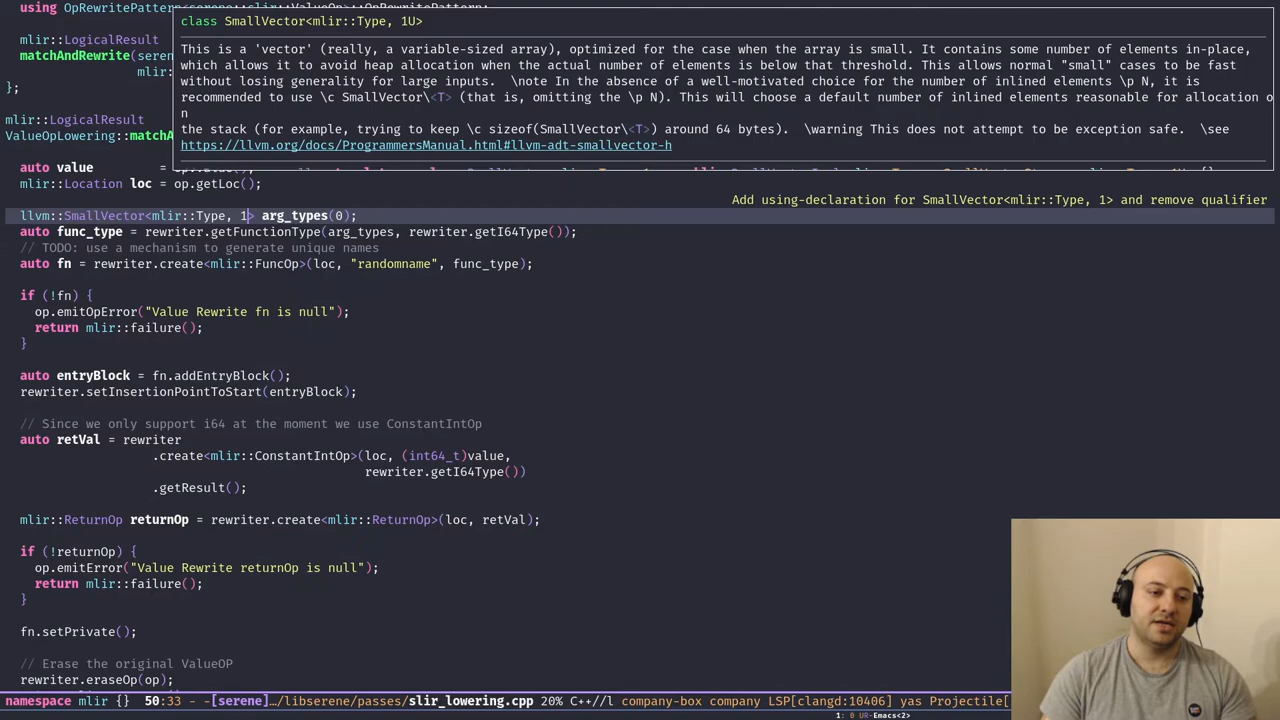 using OpRewritePattern<serene::slir::ValueOp>::OpRewritePattern;
class SmallVector<mlir::Type, 1U>
mlir::LogicalResult
This is a 'vector' (really, a variable-sized array), optimized for the case when the array is small. It contains some number of elements in-place,
matchAndRewrite(seren
which allows it to avoid heap allocation when the actual number of elements is below that threshold. This allows normal "small" cases to be fast
mlir:
without losing generality for large inputs.  \note In the absence of a well-motivated choice for the number of inlined elements \p N, it is
};
recommended to use \c SmallVector\<T> (that is, omitting the \p N). This will choose a default number of inlined elements reasonable for allocation o
n
mlir::LogicalResult
the stack (for example, trying to keep \c sizeof(SmallVector\<T>) around 64 bytes).  \warning This does not attempt to be exception safe.  \see
ValueOpLowering::matchA
https://llvm.org/docs/ProgrammersManual.html#llvm-adt-smallvector-h
auto value
mlir::Location loc = op.getLoc();
Add using-declaration for SmallVector<mlir::Type, 1> and remove qualifier
llvm::SmallVector<mlir::Type, 1> arg_types(0);
auto func_type = rewriter.getFunctionType(arg_types, rewriter.getI64Type());
// TODO: use a mechanism to generate unique names
auto fn = rewriter.create<mlir::FuncOp>(loc, "randomname", func_type);
if (!fn) {
op.emitOpError("Value Rewrite fn is null");
return mlir::failure();
}
auto entryBlock = fn.addEntryBlock();
rewriter.setInsertionPointToStart(entryBlock);
// Since we only support i64 at the moment we use ConstantIntOp
auto retVal = rewriter
.create<mlir::ConstantIntOp>(loc, (int64_t)value,
rewriter.getI64Type())
.getResult();
mlir::ReturnOp returnOp = rewriter.create<mlir::ReturnOp>(loc, retVal);
if (!returnOp) {
op.emitError("Value Rewrite returnOp is null");
return mlir::failure();
}
fn.setPrivate();
// Erase the original ValueOP
rewriter.eraseOp(op);
namespace mlir {} 50:33 - -[serene]…/libserene/passes/slir_lowering.cpp 20% C++//l company-box company LSP[clangd:10406] yas Projectile[
1: 0 UR-Emacs<2>